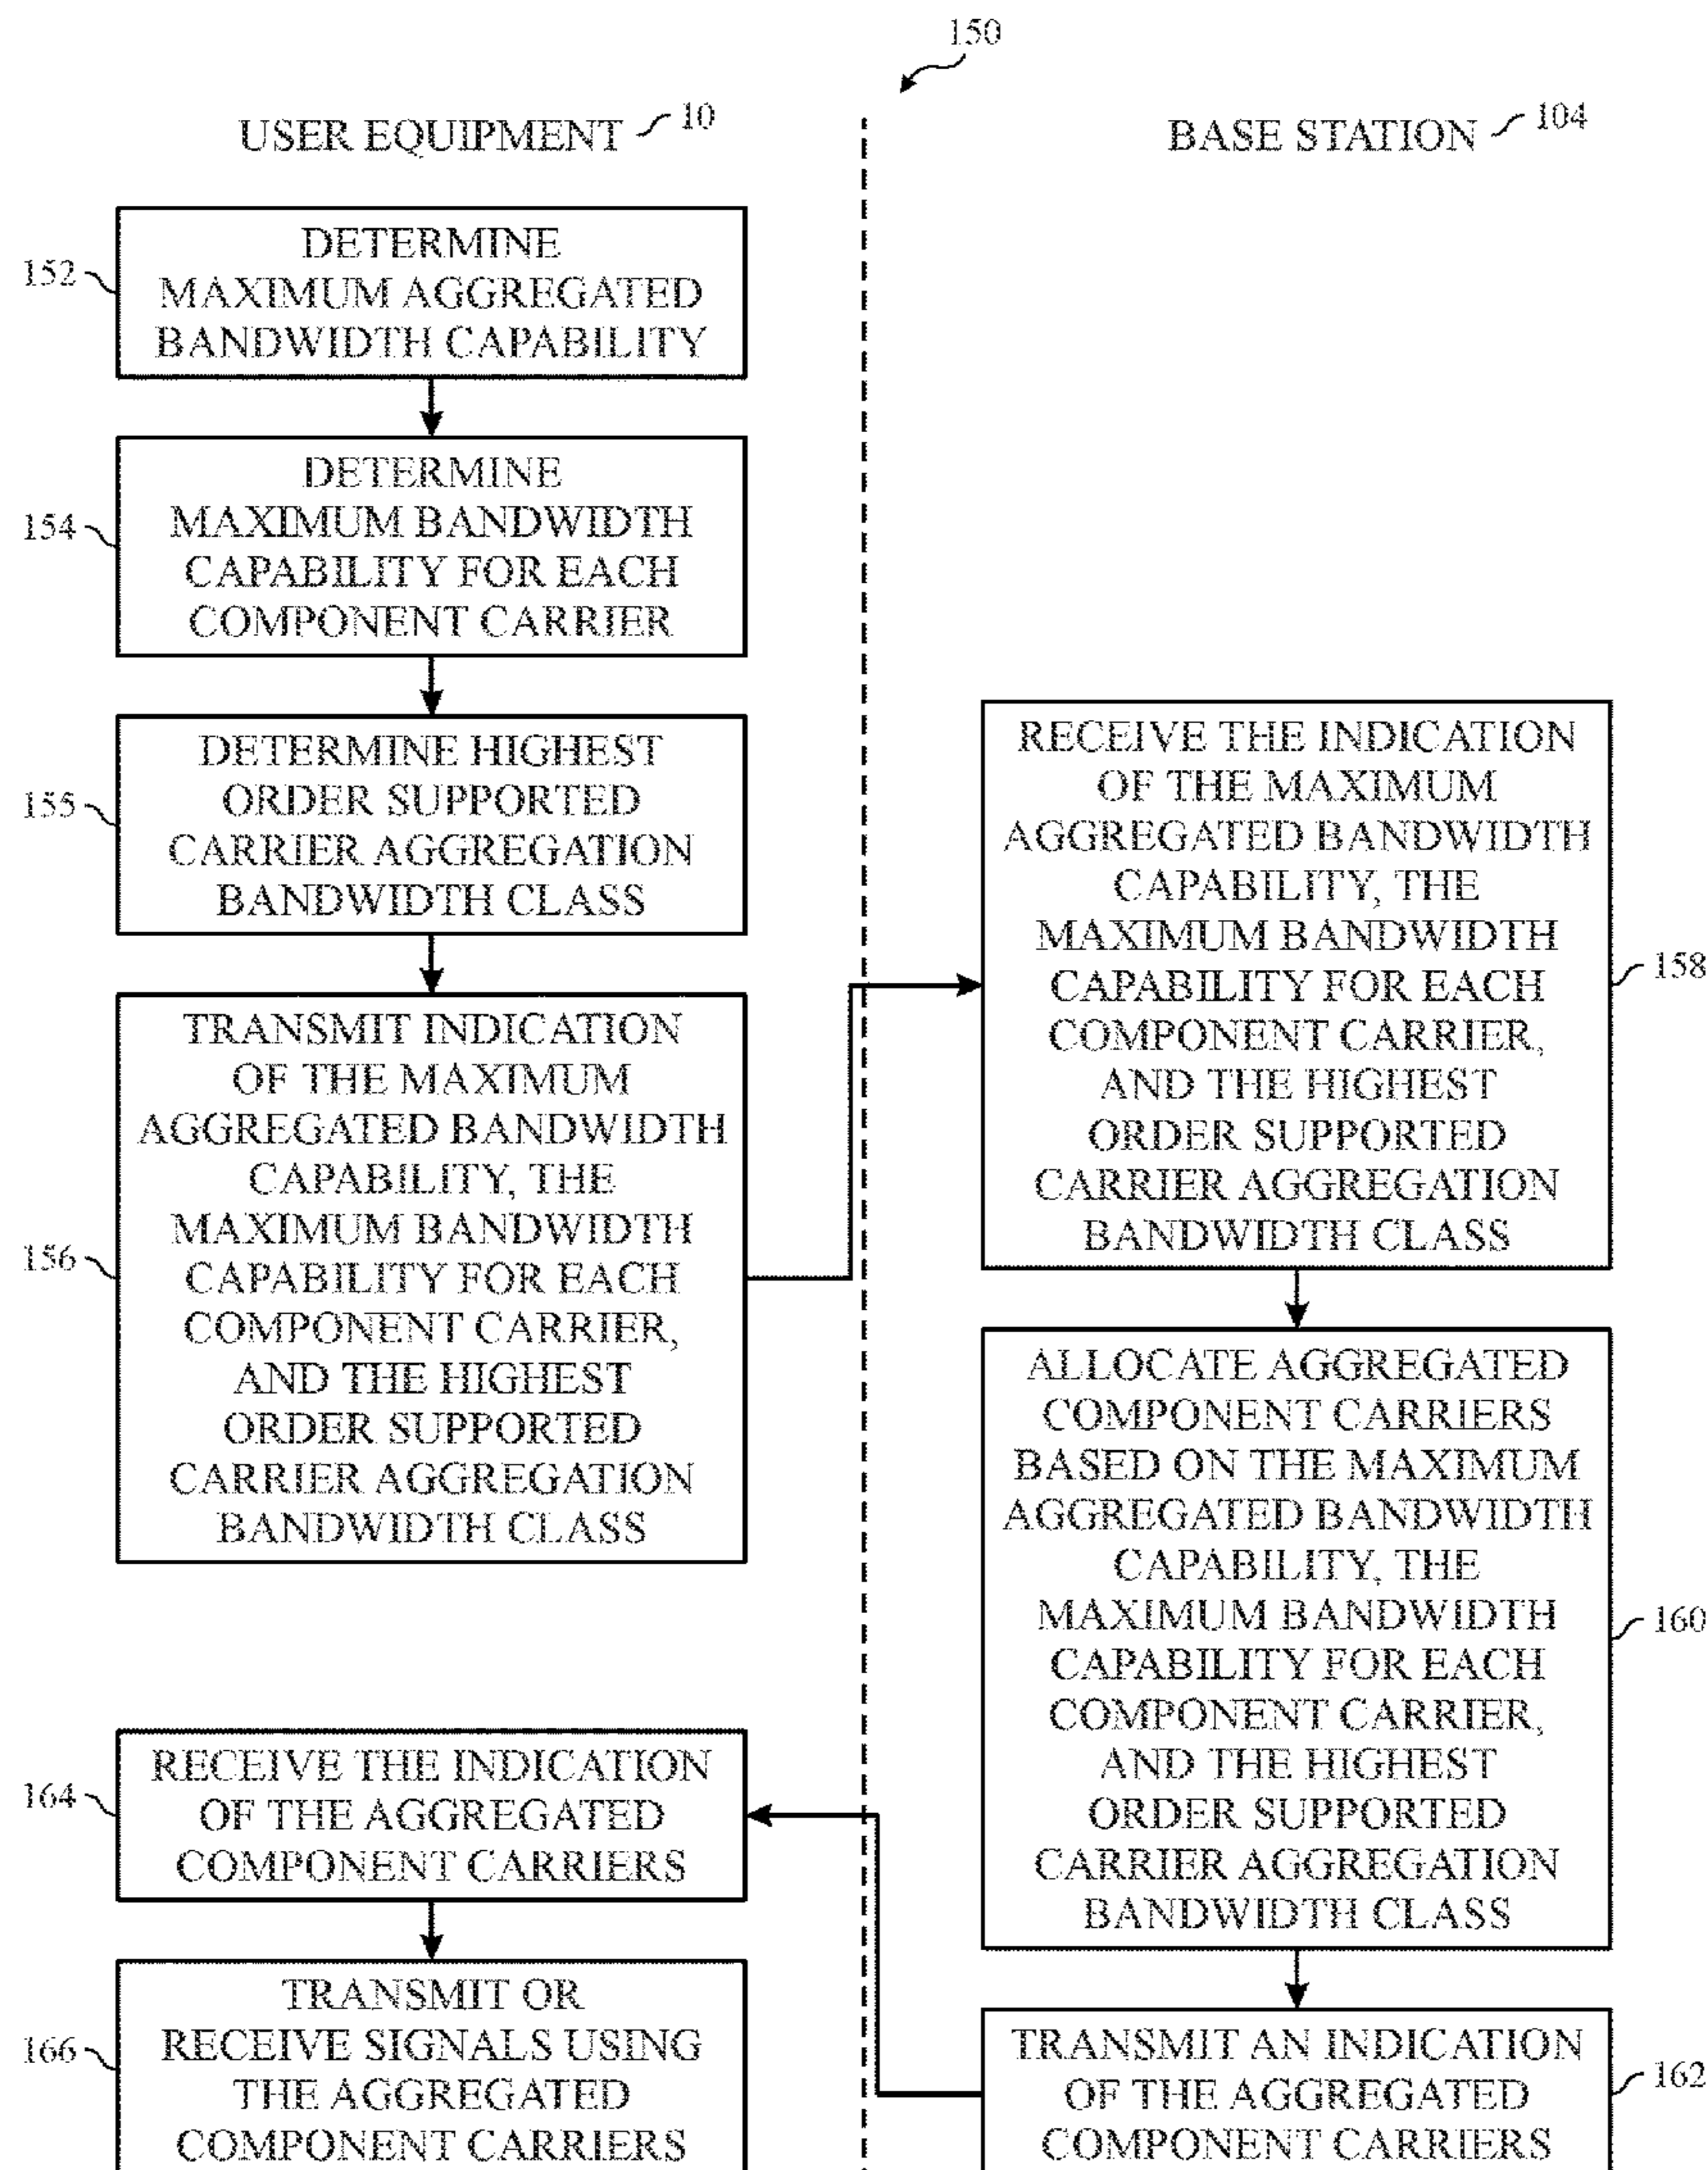 150
USER EQUIPMENT 10
BASE STATION 104
152
DETERMINE
MAXIMUM AGGREGATED
BANDWIDTH CAPABILITY
154
DETERMINE
MAXIMUM BANDWIDTH
CAPABILITY FOR EACH
COMPONENT CARRIER
155
DETERMINE HIGHEST
ORDER SUPPORTED
CARRIER AGGREGATION
BANDWIDTH CLASS
156
TRANSMIT INDICATION
OF THE MAXIMUM
AGGREGATED BANDWIDTH
CAPABILITY, THE
MAXIMUM BANDWIDTH
CAPABILITY FOR EACH
COMPONENT CARRIER,
AND THE HIGHEST
ORDER SUPPORTED
CARRIER AGGREGATION
BANDWIDTH CLASS
RECEIVE THE INDICATION
OF THE MAXIMUM
AGGREGATED BANDWIDTH
CAPABILITY, THE
MAXIMUM BANDWIDTH
CAPABILITY FOR EACH
COMPONENT CARRIER,
AND THE HIGHEST
ORDER SUPPORTED
CARRIER AGGREGATION
BANDWIDTH CLASS
158
ALLOCATE AGGREGATED
COMPONENT CARRIERS
BASED ON THE MAXIMUM
AGGREGATED BANDWIDTH
CAPABILITY, THE
MAXIMUM BANDWIDTH
CAPABILITY FOR EACH
COMPONENT CARRIER,
AND THE HIGHEST
ORDER SUPPORTED
CARRIER AGGREGATION
BANDWIDTH CLASS
160
TRANSMIT AN INDICATION
OF THE AGGREGATED
COMPONENT CARRIERS
162
164
RECEIVE THE INDICATION
OF THE AGGREGATED
COMPONENT CARRIERS
166
TRANSMIT OR
RECEIVE SIGNALS USING
THE AGGREGATED
COMPONENT CARRIERS